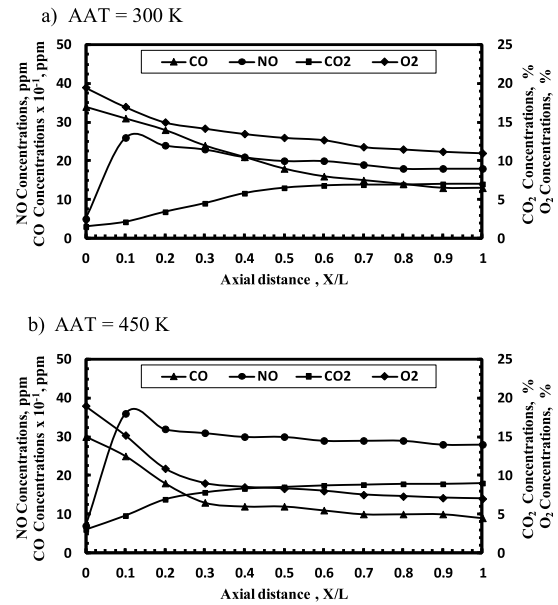 a) AAT = 300 K
NO Concentrations, ppm
CO Concentrations x 10⁻¹, ppm
50
40
30
20
10
0
CO NO CO2 O2
25
20
15
10
5
0
CO₂ Concentrations, %
O₂ Concentrations, %
0 0.1 0.2 0.3 0.4 0.5 0.6 0.7 0.8 0.9 1
Axial distance , X/L
b) AAT = 450 K
NO Concentrations, ppm
CO Concentrations x 10⁻¹, ppm
50
40
30
20
10
0
CO NO CO2 O2
25
20
15
10
5
0
CO₂ Concentrations, %
O₂ Concentrations, %
0 0.1 0.2 0.3 0.4 0.5 0.6 0.7 0.8 0.9 1
Axial distance , X/L